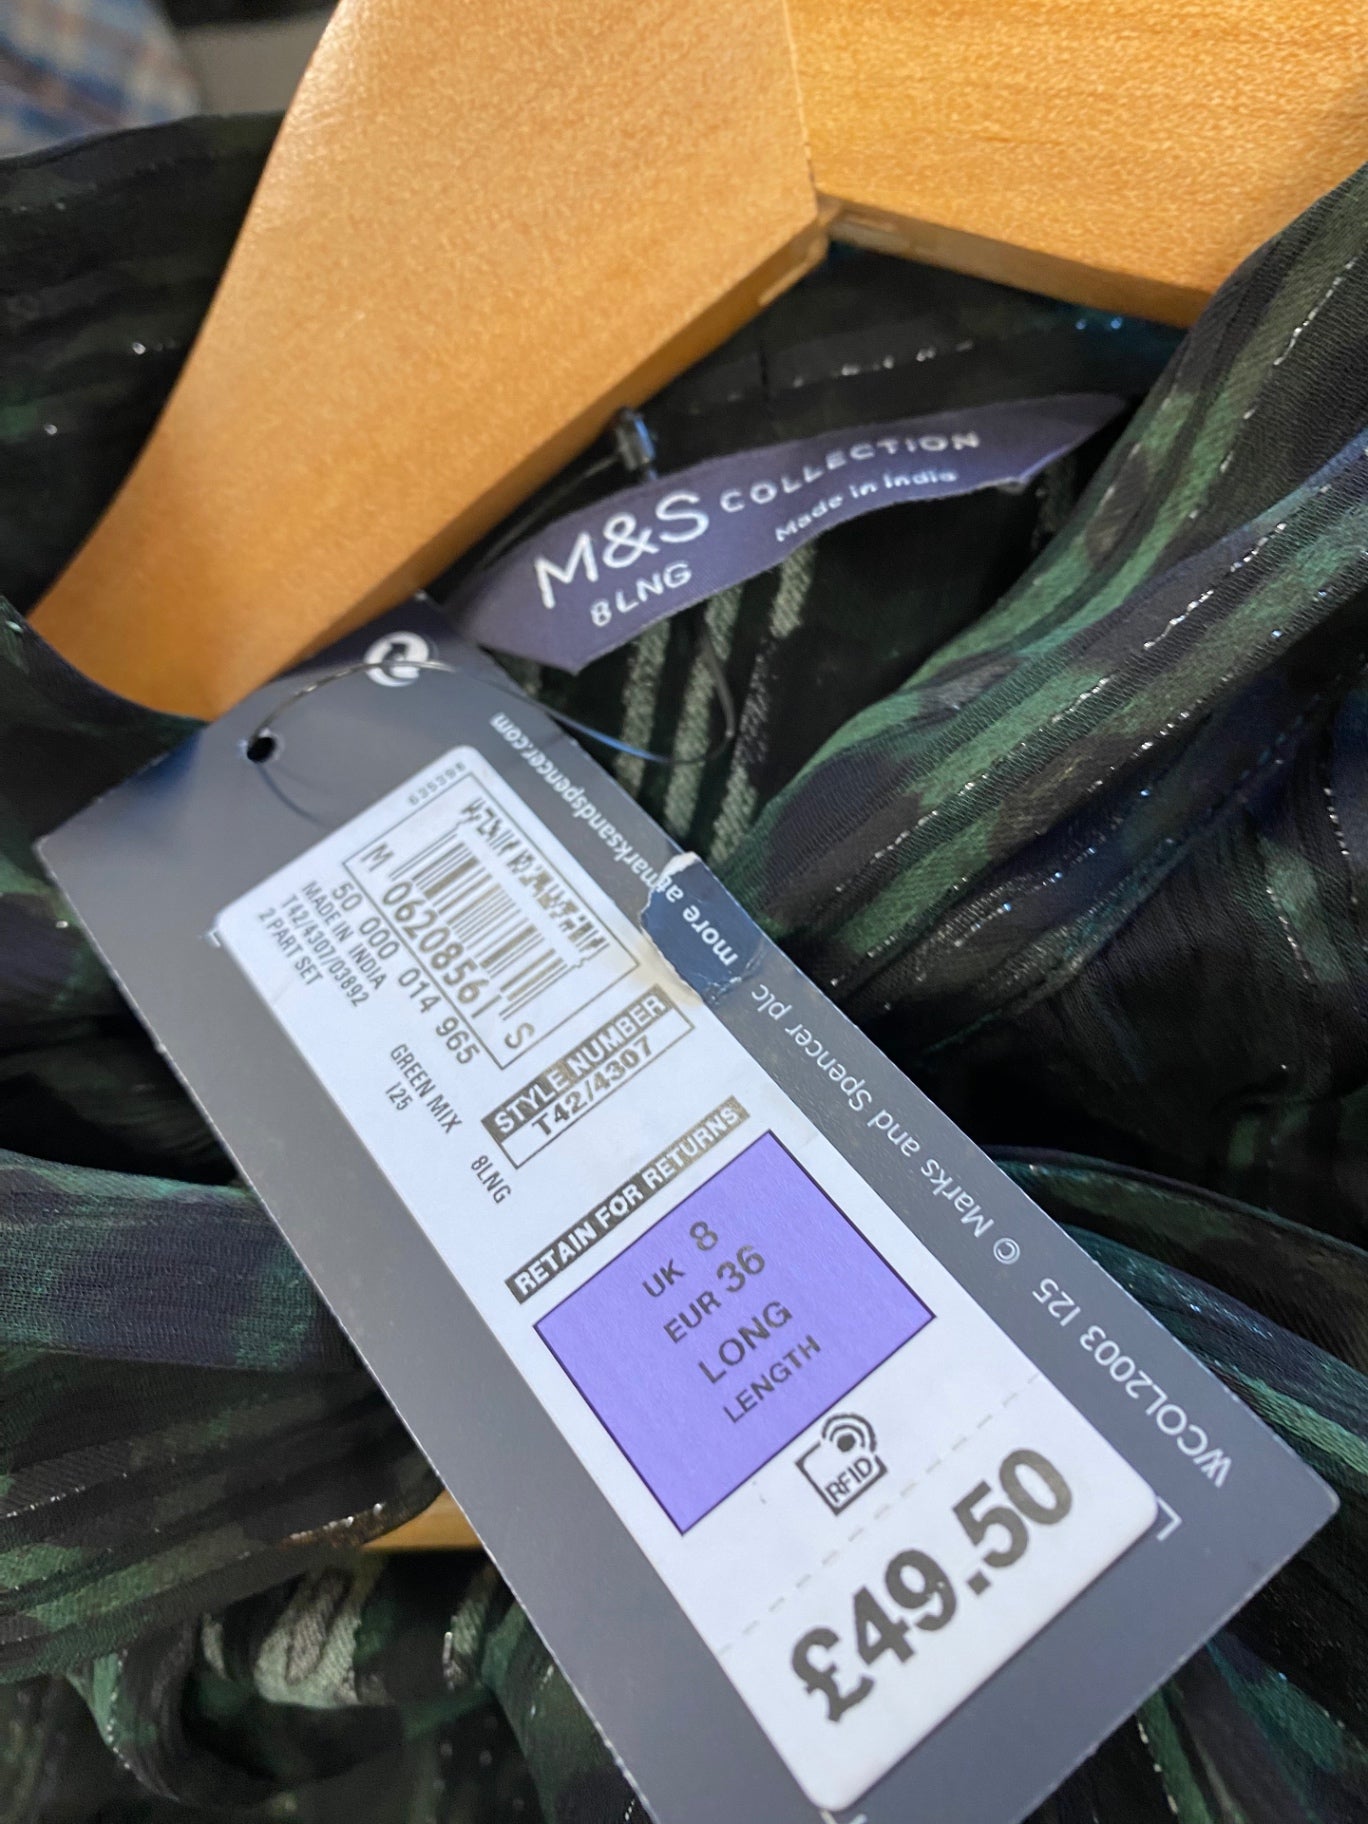 M&S COLLECTION
8LNG Made in India
more at marksandspencer.com
© Marks and Spencer plc
WCOL2003 I25
M 06208561 S
50 000 014 965
MADE IN INDIA
T42/4307/03892
2 PART SET
GREEN MIX
I25
8LNG
STYLE NUMBER
T42/4307
RETAIN FOR RETURNS
UK 8
EUR 36
LONG
LENGTH
RFID
£49.50